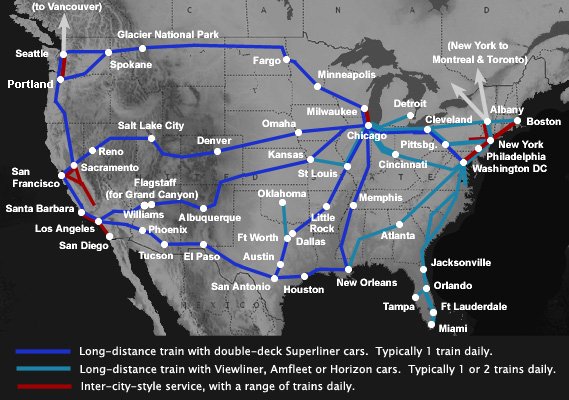 (to Vancouver)
Glacier National Park
Seattle
Spokane
Portland
Fargo
Minneapolis
(New York to
Montreal & Toronto)
Milwaukee
Detroit
Cleveland
Albany
Boston
Chicago
Pittsbg.
New York
Philadelphia
Washington DC
Cincinnati
Omaha
Salt Lake City
Denver
Reno
Sacramento
Kansas
St Louis
San
Francisco
Flagstaff
(for Grand Canyon)
Williams
Albuquerque
Oklahoma
Memphis
Santa Barbara
Los Angeles
San Diego
Phoenix
Tucson
El Paso
Little
Rock
Ft Worth
Dallas
Atlanta
Austin
San Antonio
Houston
New Orleans
Jacksonville
Orlando
Tampa
Ft Lauderdale
Miami
Long-distance train with double-deck Superliner cars. Typically 1 train daily.
Long-distance train with Viewliner, Amfleet or Horizon cars. Typically 1 or 2 trains daily.
Inter-city-style service, with a range of trains daily.